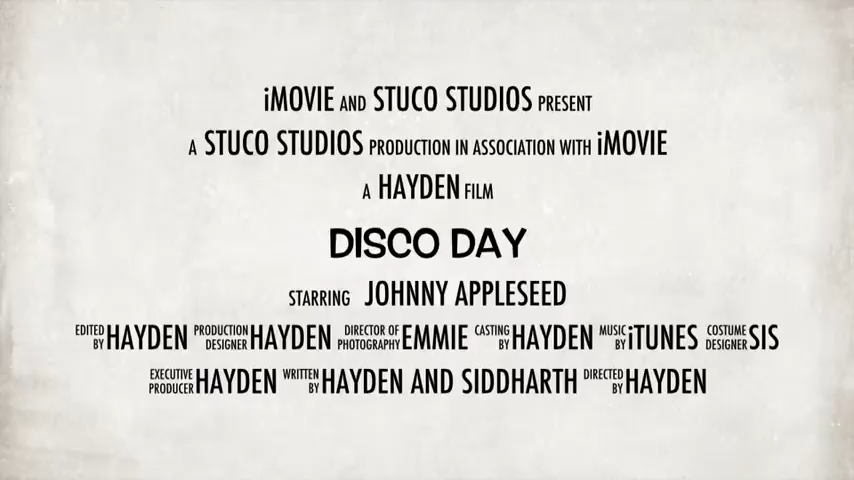 iMOVIE AND STUCO STUDIOS PRESENT
A STUCO STUDIOS PRODUCTION IN ASSOCIATION WITH iMOVIE
A HAYDEN FILM
DISCO DAY
STARRING JOHNNY APPLESEED
EDITED BY HAYDEN PRODUCTION DESIGNER HAYDEN DIRECTOR OF PHOTOGRAPHY EMMIE CASTING BY HAYDEN MUSIC BY iTUNES COSTUME DESIGNER SIS
EXECUTIVE PRODUCER HAYDEN WRITTEN BY HAYDEN AND SIDDHARTH DIRECTED BY HAYDEN